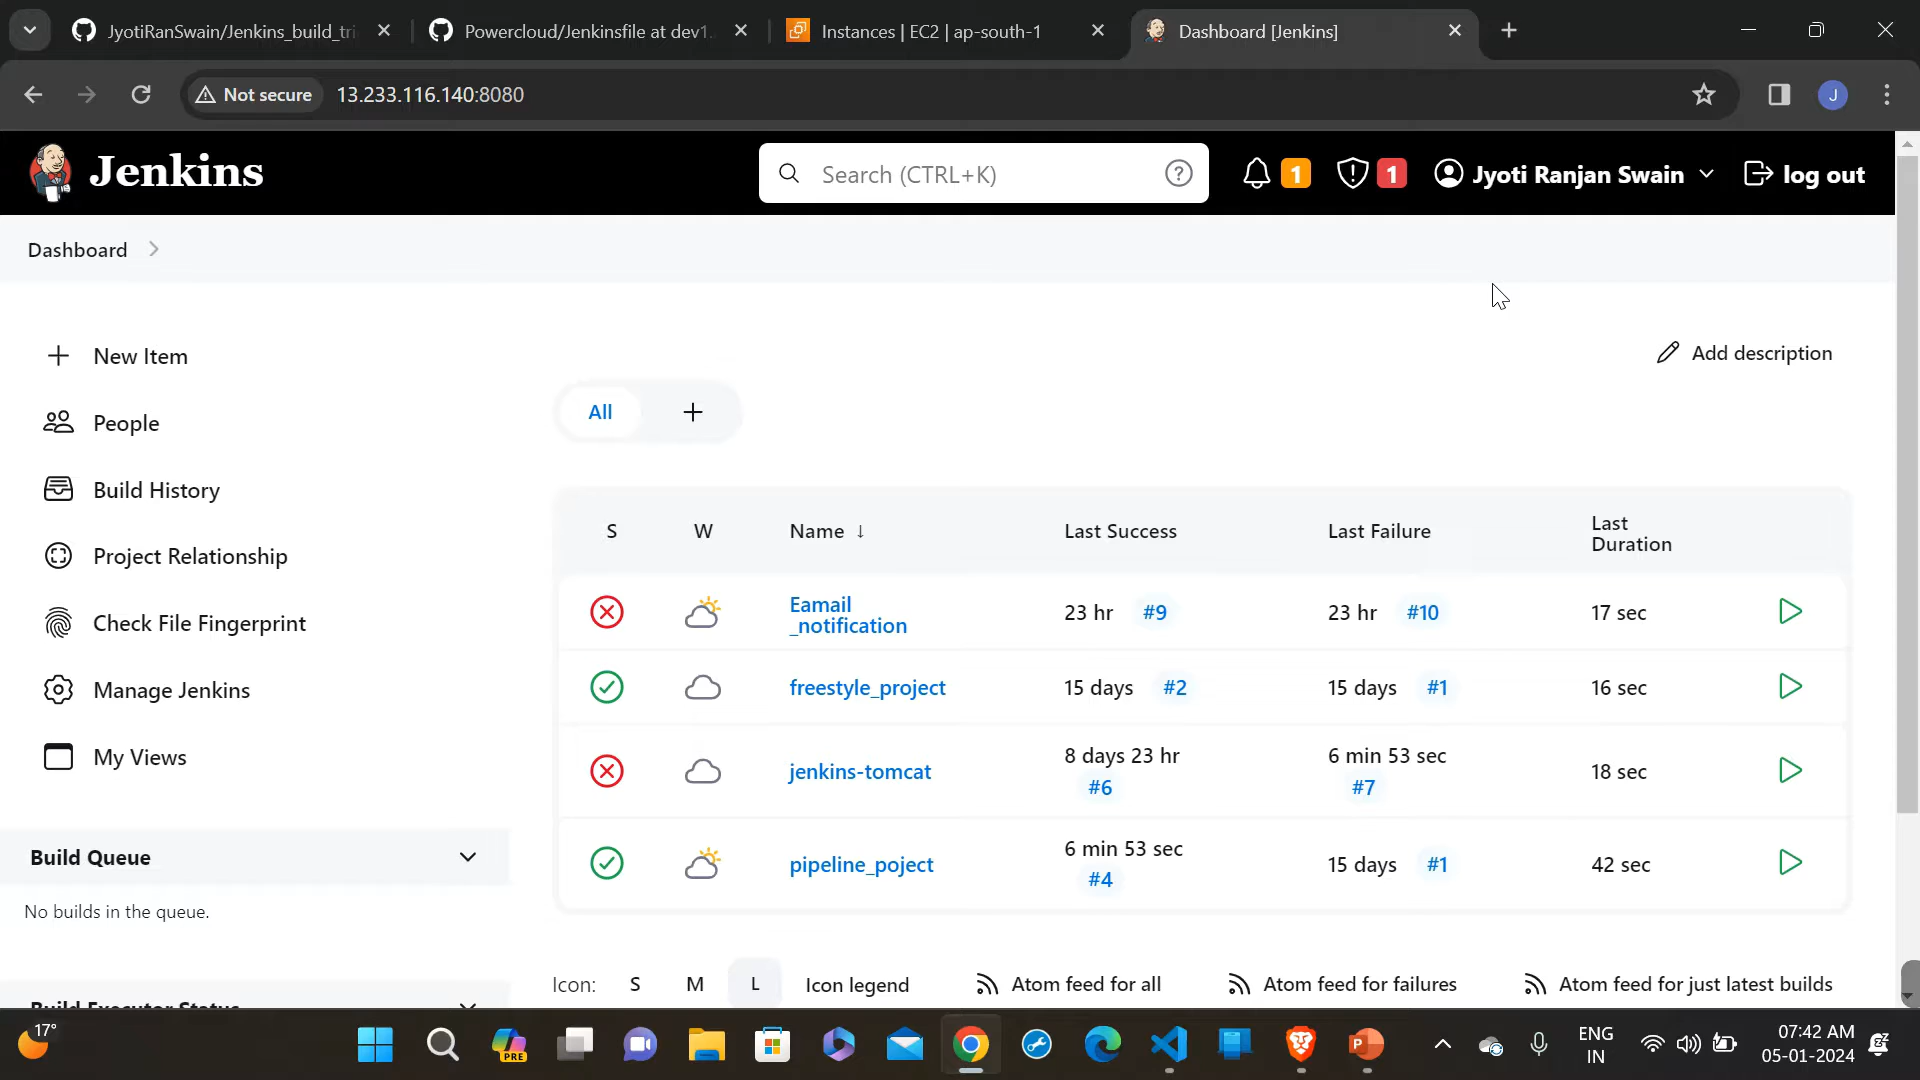 JyotiRanSwain/Jenkins_build_tri
Powercloud/Jenkinsfile at dev1.
Instances | EC2 | ap-south-1
Dashboard [Jenkins]
Not secure
13.233.116.140:8080
J
Jenkins
Search (CTRL+K)
1
1
Jyoti Ranjan Swain
log out
Dashboard
New Item
People
Build History
Project Relationship
Check File Fingerprint
Manage Jenkins
My Views
Build Queue
No builds in the queue.
Build Executor Status
Add description
All
S W Name ↓ Last Success Last Failure Last
Duration
Eamail
_notification
23 hr #9
23 hr #10
17 sec
freestyle_project
15 days #2
15 days #1
16 sec
jenkins-tomcat
8 days 23 hr
#6
6 min 53 sec
#7
18 sec
pipeline_poject
6 min 53 sec
#4
15 days #1
42 sec
Icon: S M L
Icon legend
Atom feed for all
Atom feed for failures
Atom feed for just latest builds
17°
PRE
P
ENG
IN
07:42 AM
05-01-2024